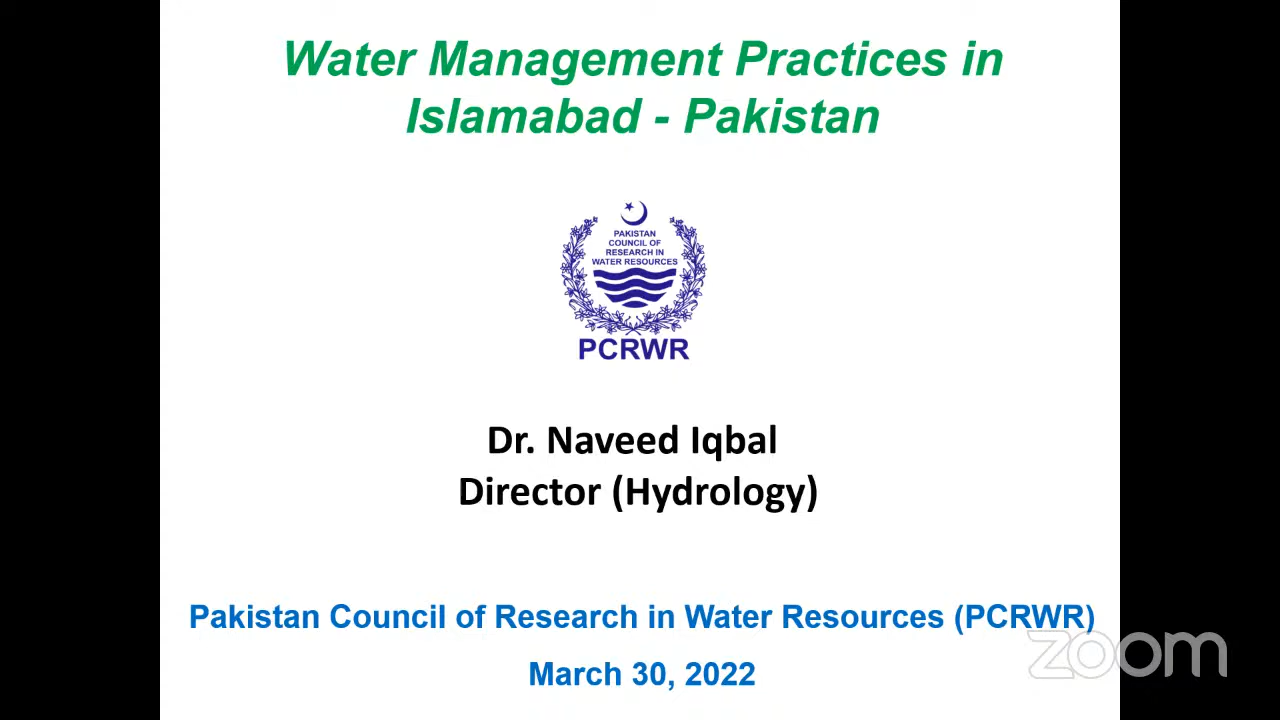 Water Management Practices in
Islamabad - Pakistan
PAKISTAN
COUNCIL OF
RESEARCH IN
WATER RESOURCES
PCRWR
Dr. Naveed Iqbal
Director (Hydrology)
Pakistan Council of Research in Water Resources (PCRWR)
zoom
March 30, 2022